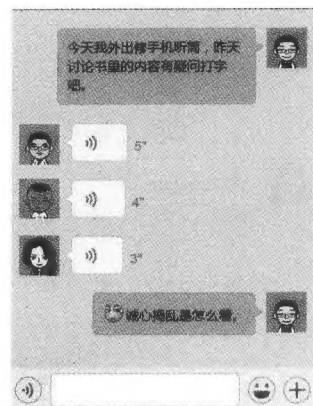 今天我外出修手机听筒，昨天
讨论书里的内容有疑问打字
吧。
5"
4"
3"
诚心捣乱是怎么着。